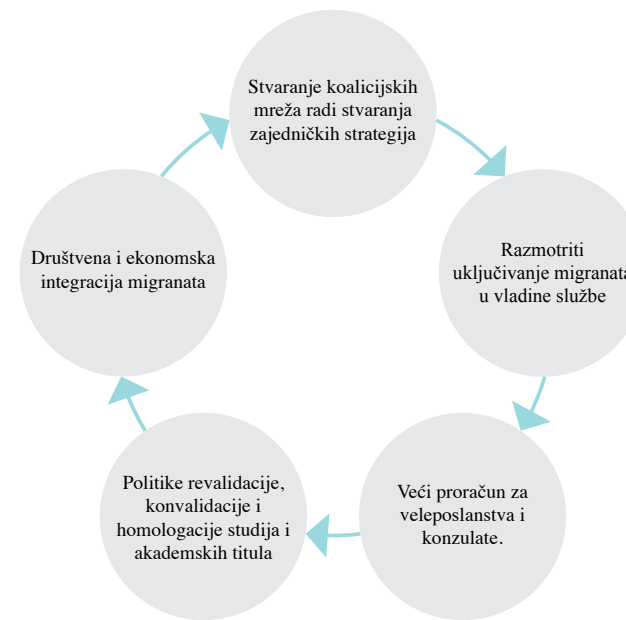 Stvaranje koalicijskih
mreža radi stvaranja
zajedničkih strategija
Razmotriti
uključivanje migranata
u vladine službe
Veći proračun za
veleposlanstva i
konzulate.
Politike revalidacije,
konvalidacije i
homologacije studija i
akademskih titula
Društvena i ekonomska
integracija migranata